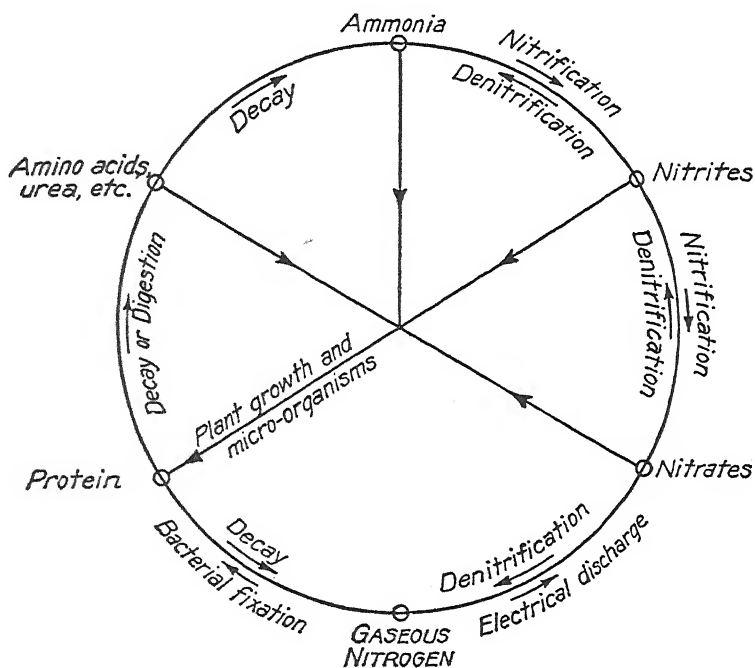 Ammonia
Nitrification
Denitrification
Decay
Amino acids,
urea, etc.
Nitrites
Decay or Digestion
Denitrification
Nitrification
Plant growth and
micro-organisms
Protein
Nitrates
Decay
Bacterial fixation
Denitrification
Electrical discharge
GASEOUS
NITROGEN